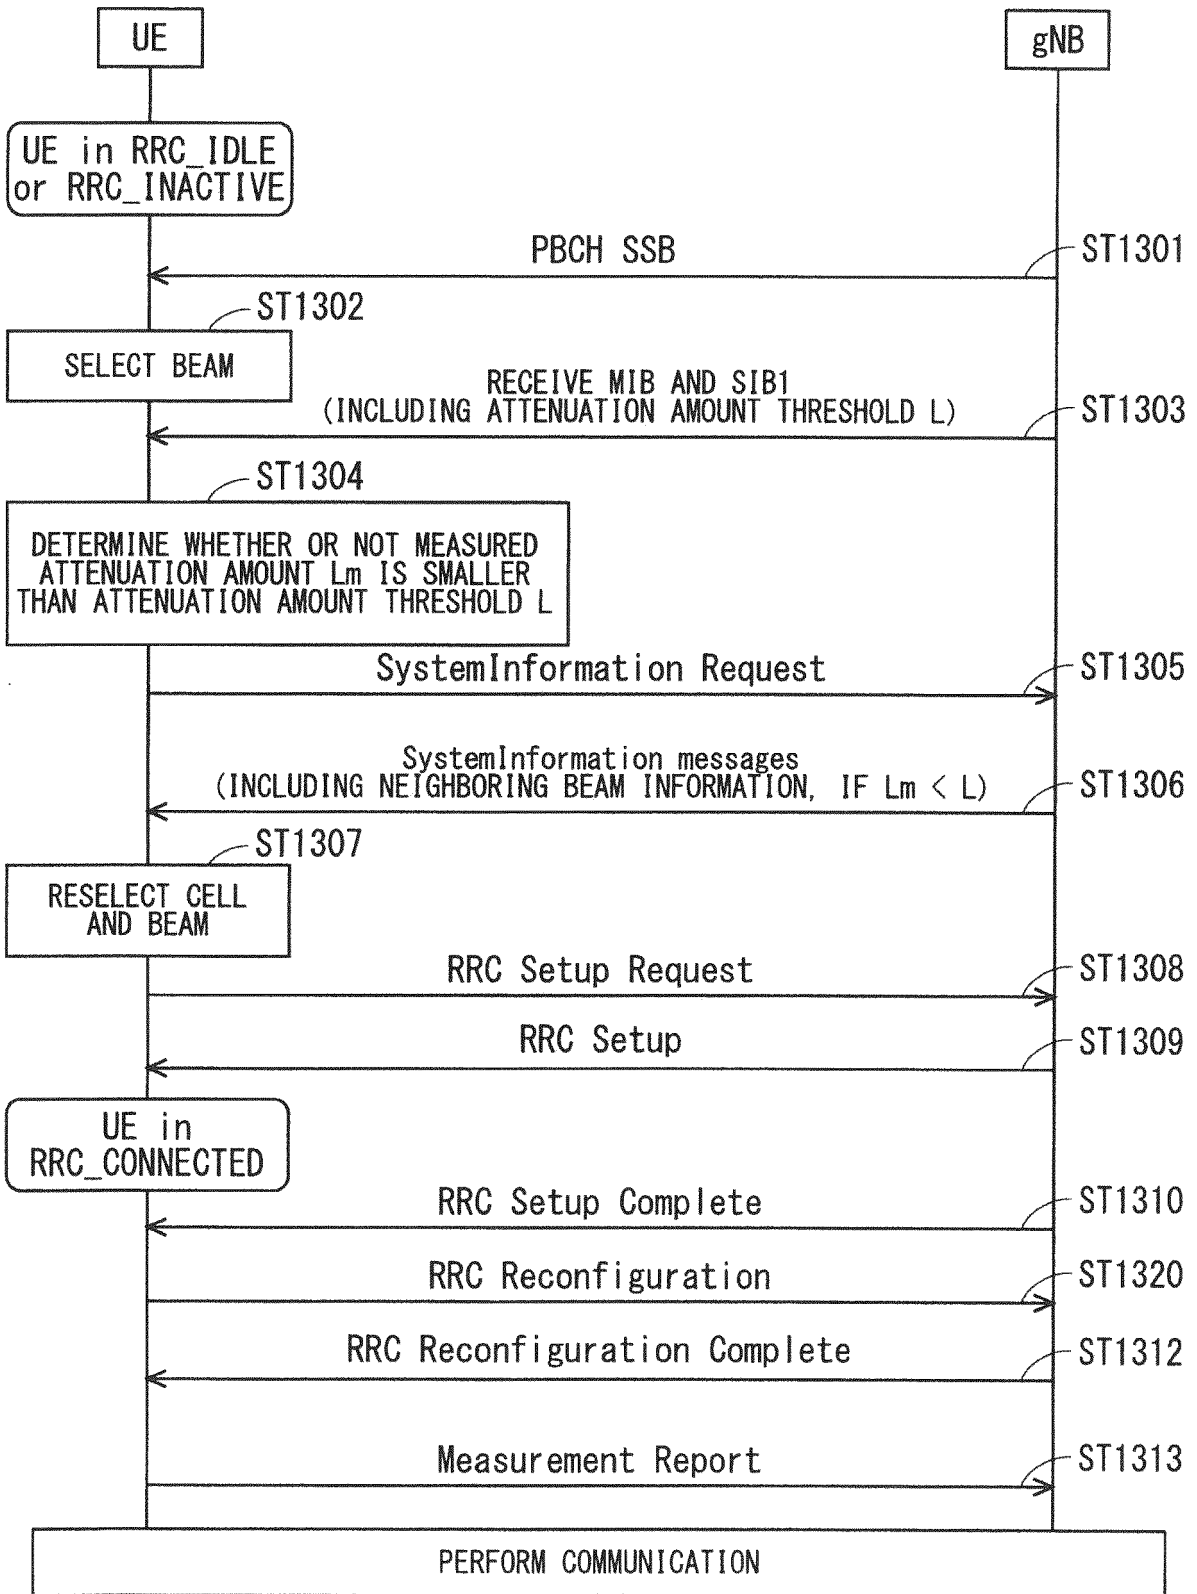 UE
gNB
UE in RRC_IDLE
or RRC_INACTIVE
PBCH SSB
ST1301
ST1302
SELECT BEAM
RECEIVE MIB AND SIB1
(INCLUDING ATTENUATION AMOUNT THRESHOLD L)
ST1303
ST1304
DETERMINE WHETHER OR NOT MEASURED
ATTENUATION AMOUNT Lm IS SMALLER
THAN ATTENUATION AMOUNT THRESHOLD L
SystemInformation Request
ST1305
SystemInformation messages
(INCLUDING NEIGHBORING BEAM INFORMATION, IF Lm < L)
ST1306
ST1307
RESELECT CELL
AND BEAM
RRC Setup Request
ST1308
RRC Setup
ST1309
UE in
RRC_CONNECTED
RRC Setup Complete
ST1310
RRC Reconfiguration
ST1320
RRC Reconfiguration Complete
ST1312
Measurement Report
ST1313
PERFORM COMMUNICATION